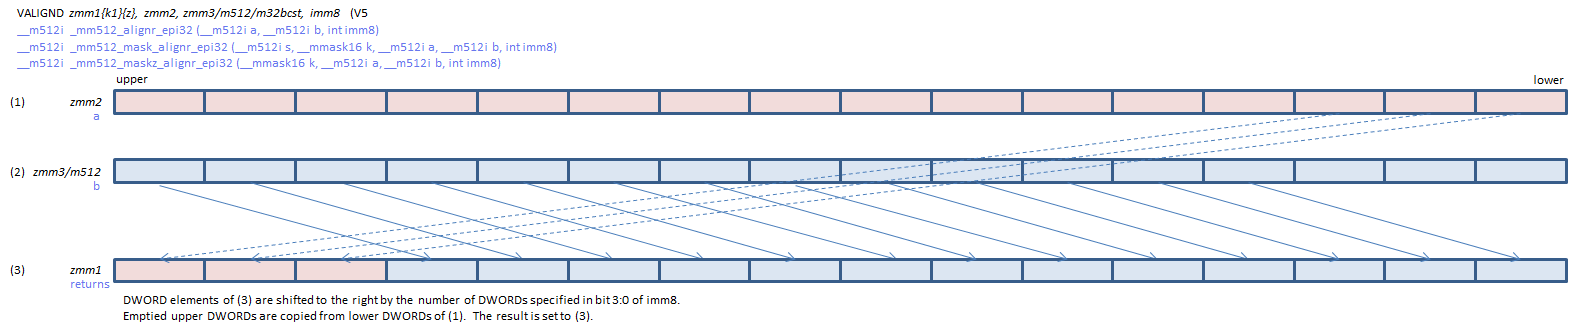 VALIGND zmm1{k1}{z}, zmm2, zmm3/m512/m32bcst, imm8 (V5
__m512i _mm512_alignr_epi32 (__m512i a, __m512i b, int imm8)
__m512i _mm512_mask_alignr_epi32 (__m512i s, __mmask16 k, __m512i a, __m512i b, int imm8)
__m512i _mm512_maskz_alignr_epi32 (__mmask16 k, __m512i a, __m512i b, int imm8)
upper lower
(1) zmm2
a
(2) zmm3/m512
b
(3) zmm1
returns
DWORD elements of (3) are shifted to the right by the number of DWORDs specified in bit 3:0 of imm8.
Emptied upper DWORDs are copied from lower DWORDs of (1). The result is set to (3).